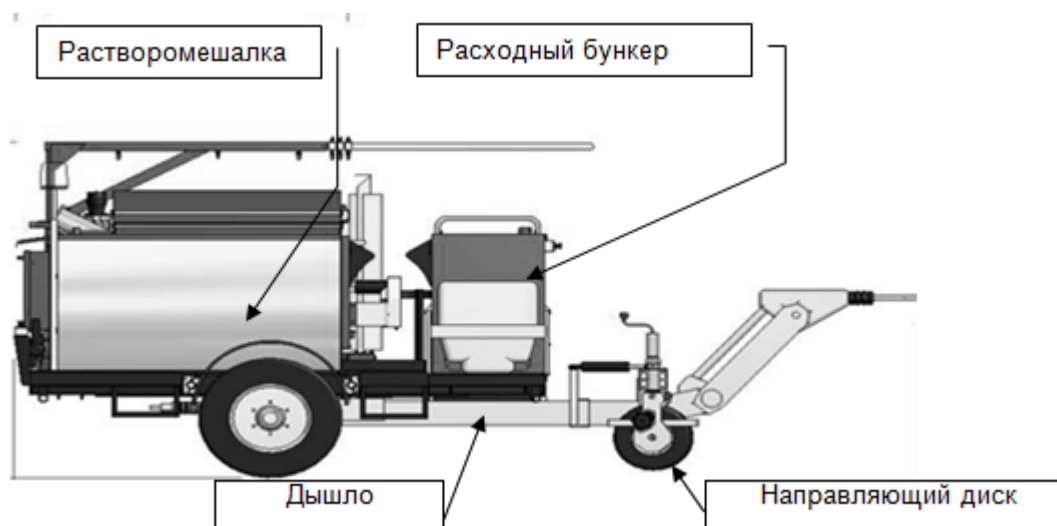 Растворомешалка
Расходный бункер
Дышло
Направляющий диск